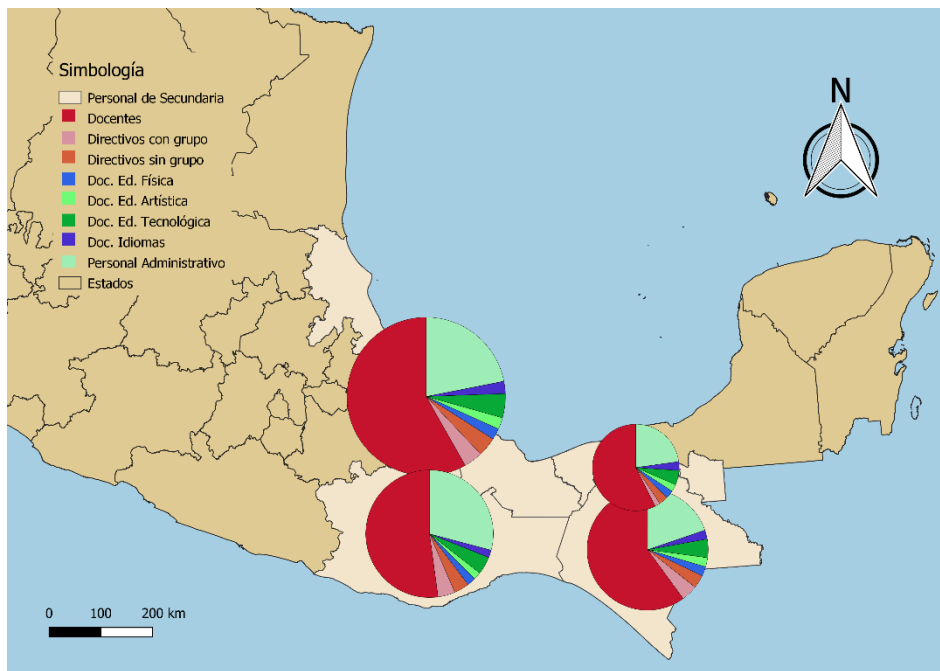 Simbología
Personal de Secundaria
Docentes
Directivos con grupo
Directivos sin grupo
Doc. Ed. Física
Doc. Ed. Artística
Doc. Ed. Tecnológica
Doc. Idiomas
Personal Administrativo
Estados
N
0 100 200 km